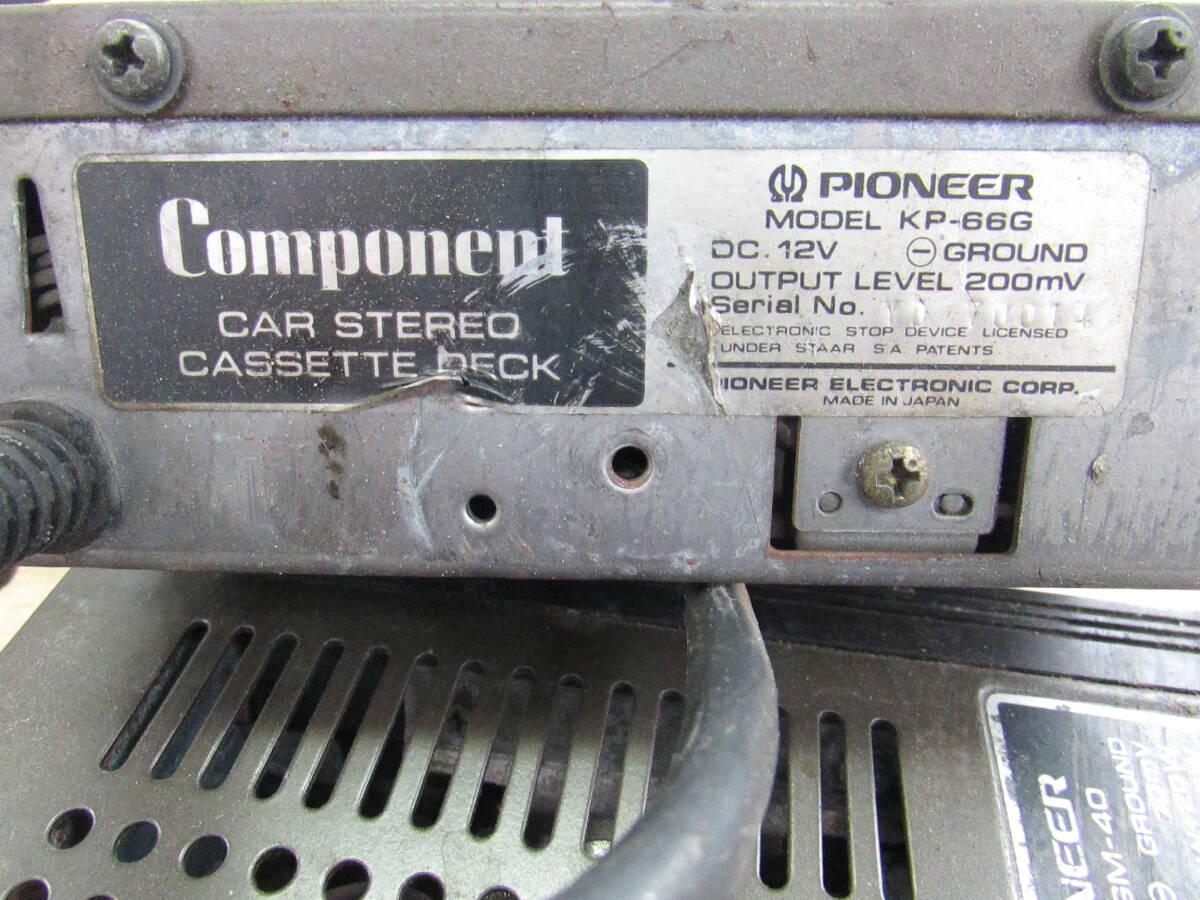 Component
CAR STEREO
CASSETTE DECK
PIONEER
MODEL KP-66G
DC. 12V ⊖ GROUND
OUTPUT LEVEL 200mV
Serial No.
ELECTRONIC STOP DEVICE LICENSED
UNDER STAAR S.A. PATENTS
PIONEER ELECTRONIC CORP.
MADE IN JAPAN
NEER
GM-40
⊖ GROUND